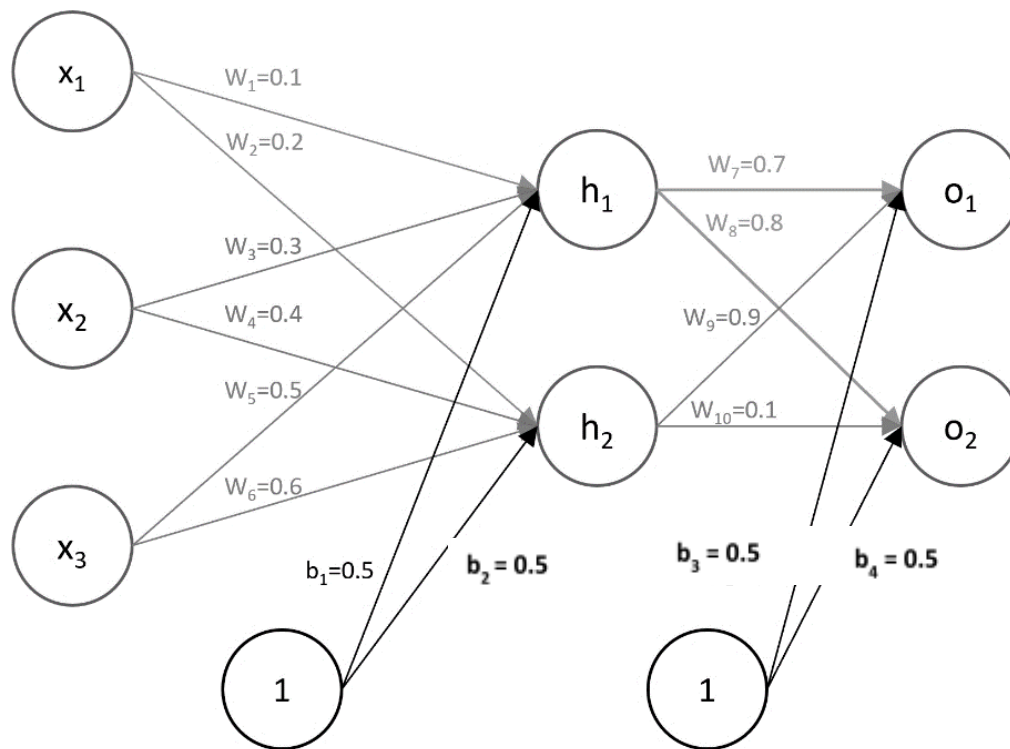 x₁
W₁=0.1
W₂=0.2
h₁
W₇=0.7
o₁
W₈=0.8
W₃=0.3
x₂
W₄=0.4
W₉=0.9
W₅=0.5
W₁₀=0.1
h₂
o₂
W₆=0.6
x₃
b₁=0.5
b₂ = 0.5
b₃ = 0.5
b₄ = 0.5
1
1